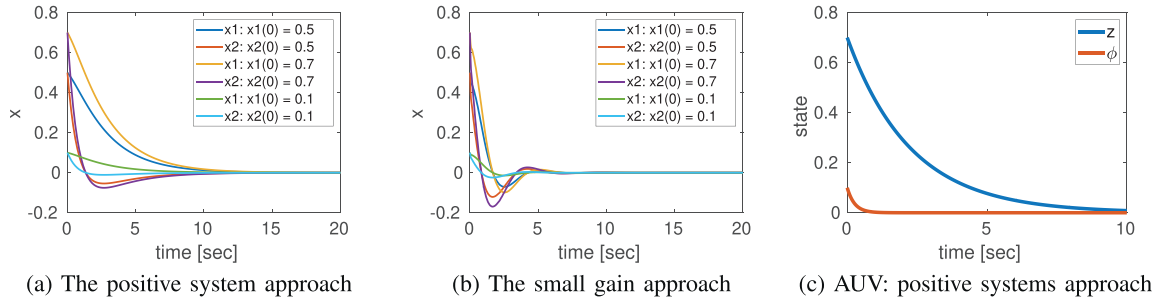 0.8
0.6
0.4
0.2
0
-0.2
x
x1: x1(0) = 0.5
x2: x2(0) = 0.5
x1: x1(0) = 0.7
x2: x2(0) = 0.7
x1: x1(0) = 0.1
x2: x2(0) = 0.1
0 5 10 15 20
time [sec]
(a) The positive system approach
0.8
0.6
0.4
0.2
0
-0.2
x
x1: x1(0) = 0.5
x2: x2(0) = 0.5
x1: x1(0) = 0.7
x2: x2(0) = 0.7
x1: x1(0) = 0.1
x2: x2(0) = 0.1
0 5 10 15 20
time [sec]
(b) The small gain approach
0.8
0.6
0.4
0.2
0
state
z
ϕ
0 5 10
time [sec]
(c) AUV: positive systems approach